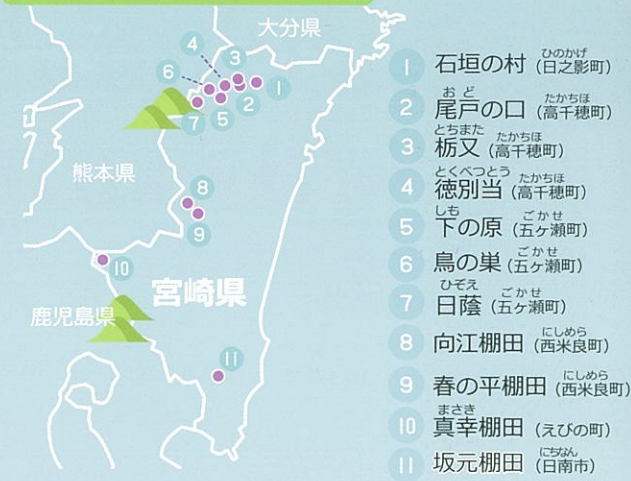 大分県
熊本県
宮崎県
鹿児島県
4
3
6
1
7
5
2
8
9
10
11
1 石垣の村(日之影町)
ひのかげ
2 尾戸の口(高千穂町)
おど たかちほ
3 栃又(高千穂町)
とちまた たかちほ
4 徳別当(高千穂町)
とくべっとう たかちほ
5 下の原(五ヶ瀬町)
しも ごかせ
6 鳥の巣(五ヶ瀬町)
ごかせ
7 日蔭(五ヶ瀬町)
ひぞえ ごかせ
8 向江棚田(西米良町)
にしめら
9 春の平棚田(西米良町)
にしめら
10 真幸棚田(えびの町)
まさき
11 坂元棚田(日南市)
にちなん